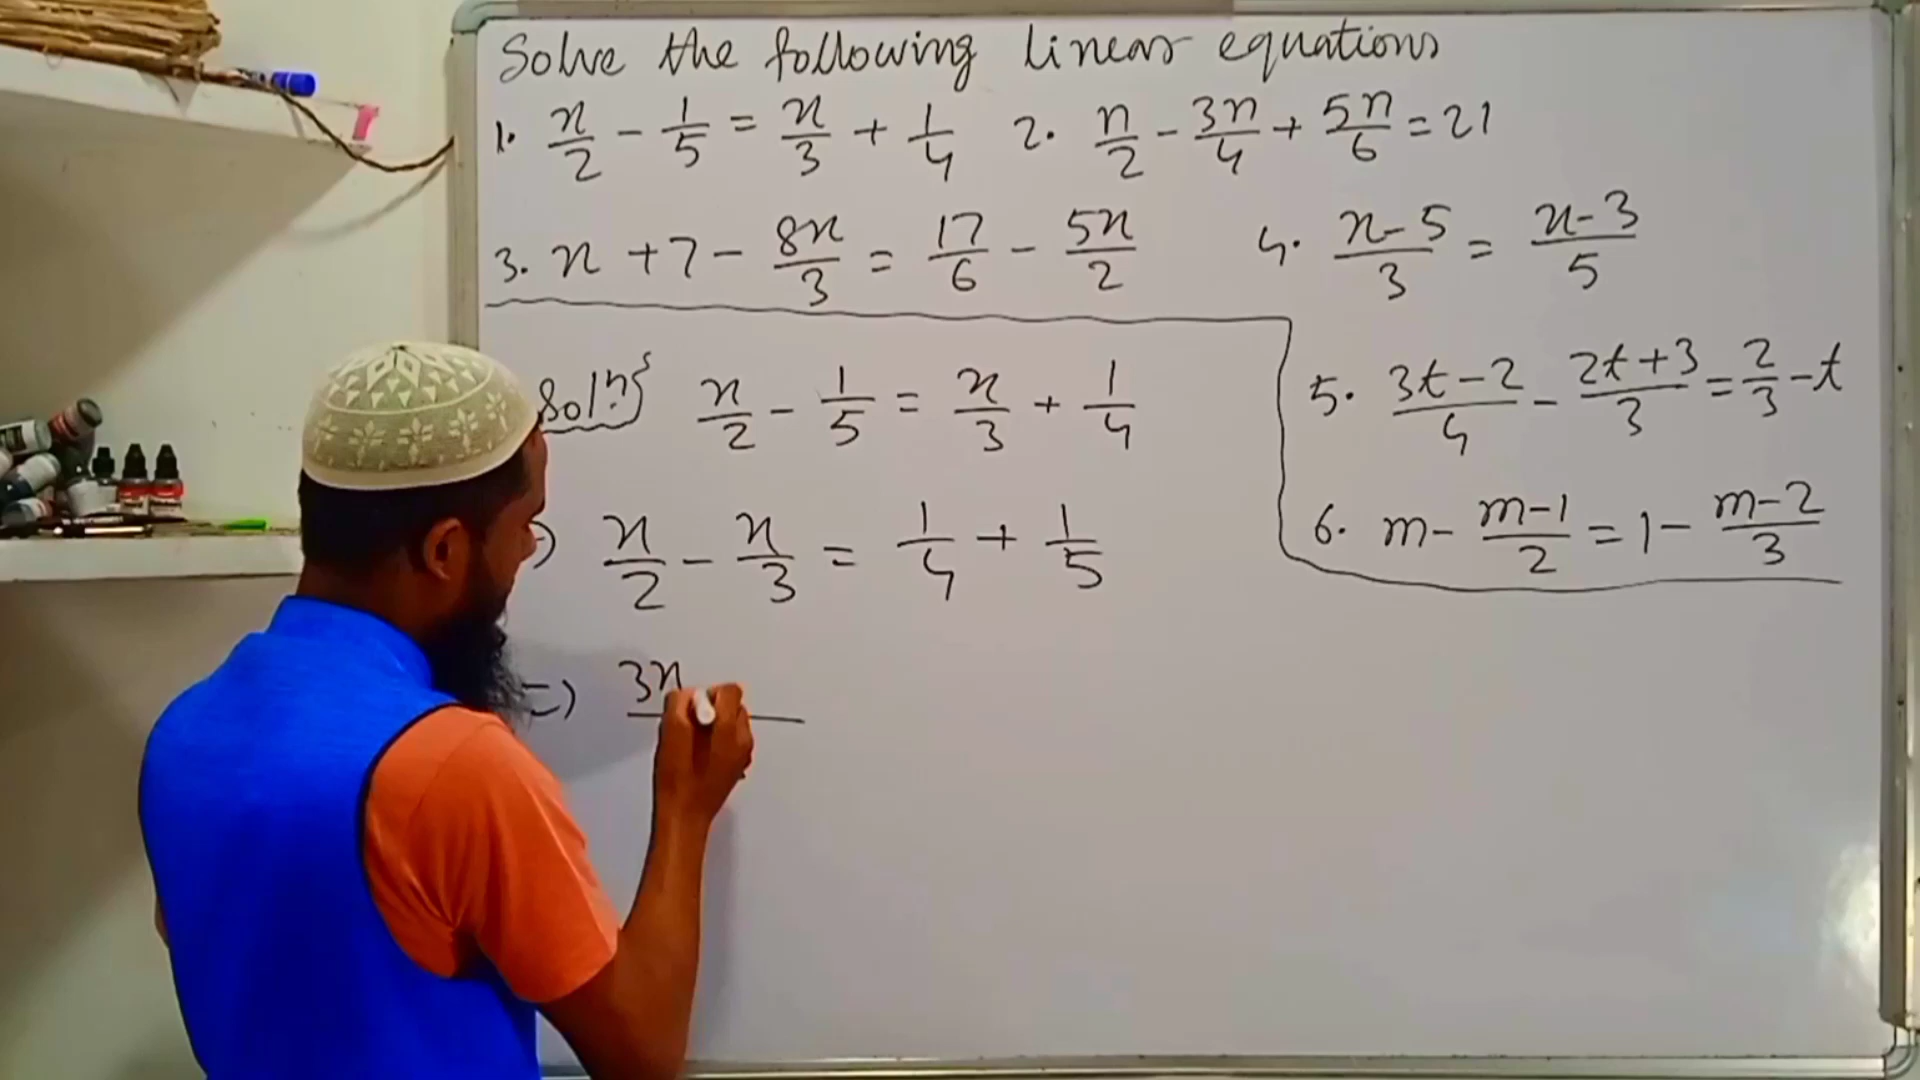 Solve the following linear equations
1. x/2 - 1/5 = x/3 + 1/4 2. n/2 - 3n/4 + 5n/6 = 21
3. x + 7 - 8x/3 = 17/6 - 5x/2 4. x-5/3 = x-3/5
5. 3t-2/4 - 2t+3/3 = 2/3 - t
6. m - m-1/2 = 1 - m-2/3
Soln x/2 - 1/5 = x/3 + 1/4
x/2 - x/3 = 1/4 + 1/5
=) 3x